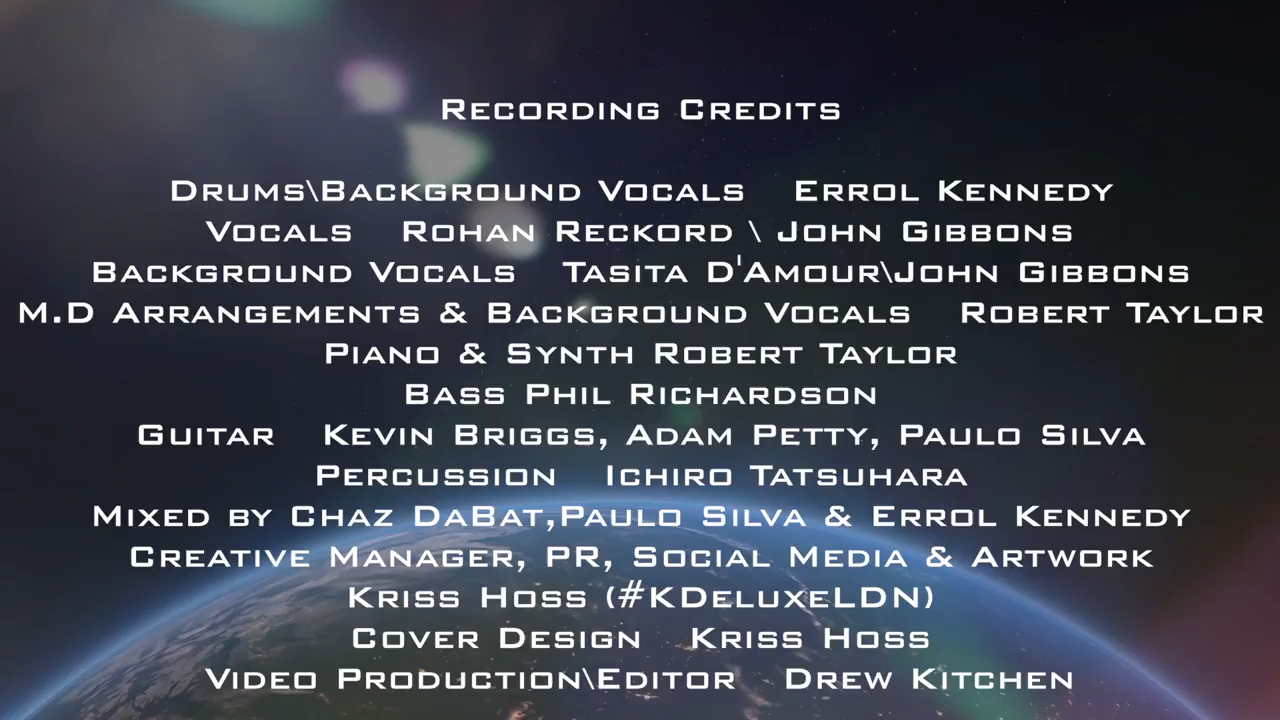 Recording Credits
Drums\Background Vocals Errol Kennedy
Vocals Rohan Reckord \ John Gibbons
Background Vocals Tasita D'Amour\John Gibbons
M.D Arrangements & Background Vocals Robert Taylor
Piano & Synth Robert Taylor
Bass Phil Richardson
Guitar Kevin Briggs, Adam Petty, Paulo Silva
Percussion Ichiro Tatsuhara
Mixed by Chaz DaBat,Paulo Silva & Errol Kennedy
Creative Manager, PR, Social Media & Artwork
Kriss Hoss (#KDeluxeLDN)
Cover Design Kriss Hoss
Video Production\Editor Drew Kitchen